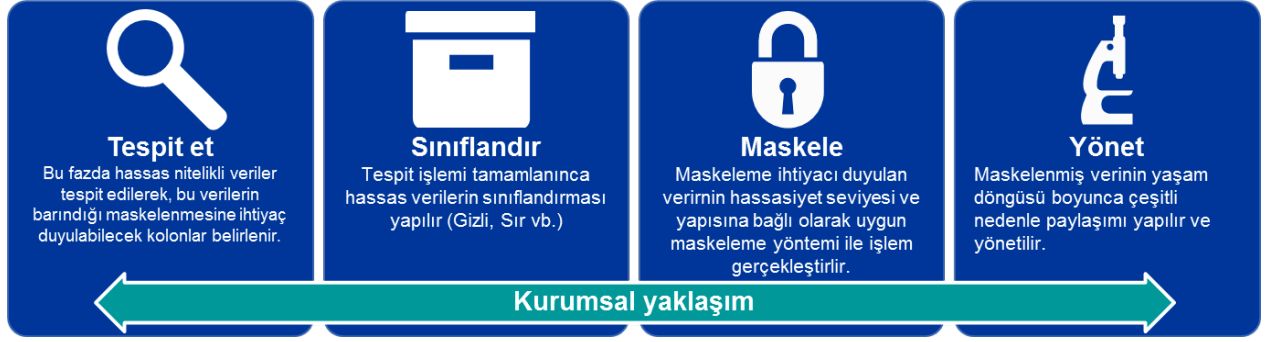 Tespit et
Bu fazda hassas nitelikli veriler
tespit edilerek, bu verilerin
barındığı maskelenmesine ihtiyaç
duyulabilecek kolonlar belirlenir.
Sınıflandır
Tespit işlemi tamamlanınca
hassas verilerin sınıflandırması
yapılır (Gizli, Sır vb.)
Maskele
Maskeleme ihtiyacı duyulan
verirnin hassasiyet seviyesi ve
yapısına bağlı olarak uygun
maskeleme yöntemi ile işlem
gerçekleştirlir.
Yönet
Maskelenmiş verinin yaşam
döngüsü boyunca çeşitli
nedenle paylaşımı yapılır ve
yönetilir.
Kurumsal yaklaşım